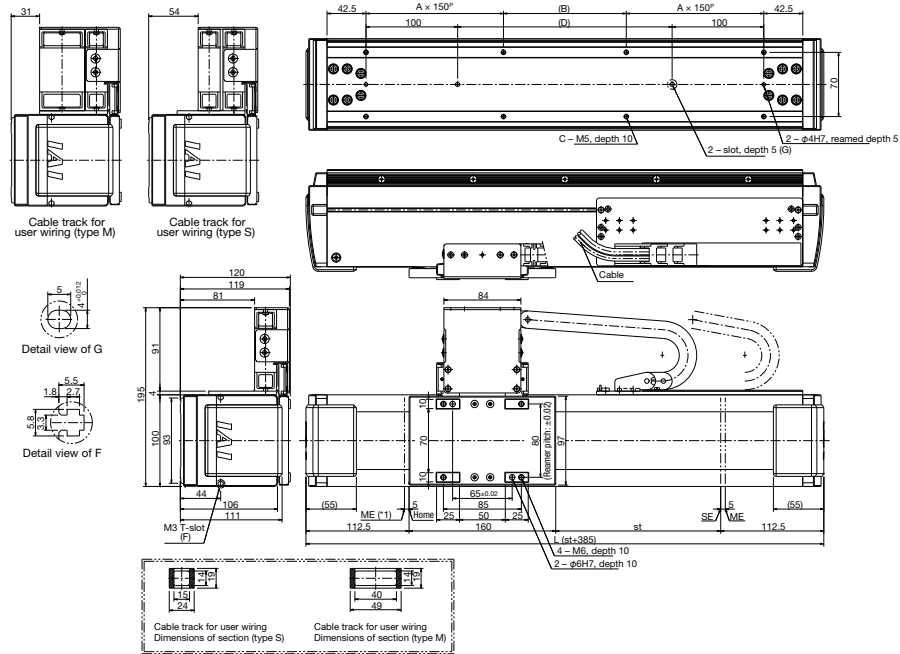 31
54
42.5
A × 150P
(B)
A × 150P
42.5
100
(D)
100
70
C – M5, depth 10
2 – φ4H7, reamed depth 5
2 – slot, depth 5 (G)
IAI
IAI
Cable track for
user wiring (type M)
Cable track for
user wiring (type S)
Cable
5
4 +0.012 0
Detail view of G
5.5
1.8
2.7
5.8
3.3
Detail view of F
120
119
81
195
91
4
100
93
IAI
44
106
111
M3 T-slot
(F)
84
10
70
10
80
(Reamer pitch: ±0.02)
97
65±0.02
85
25
50
25
(55)
ME (*1)
5
Home
SE
5
ME
(55)
112.5
160
st
112.5
L (st+385)
4 – M6, depth 10
2 – φ6H7, depth 10
14
19
15
24
14
19
40
49
Cable track for user wiring
Dimensions of section (type S)
Cable track for user wiring
Dimensions of section (type M)